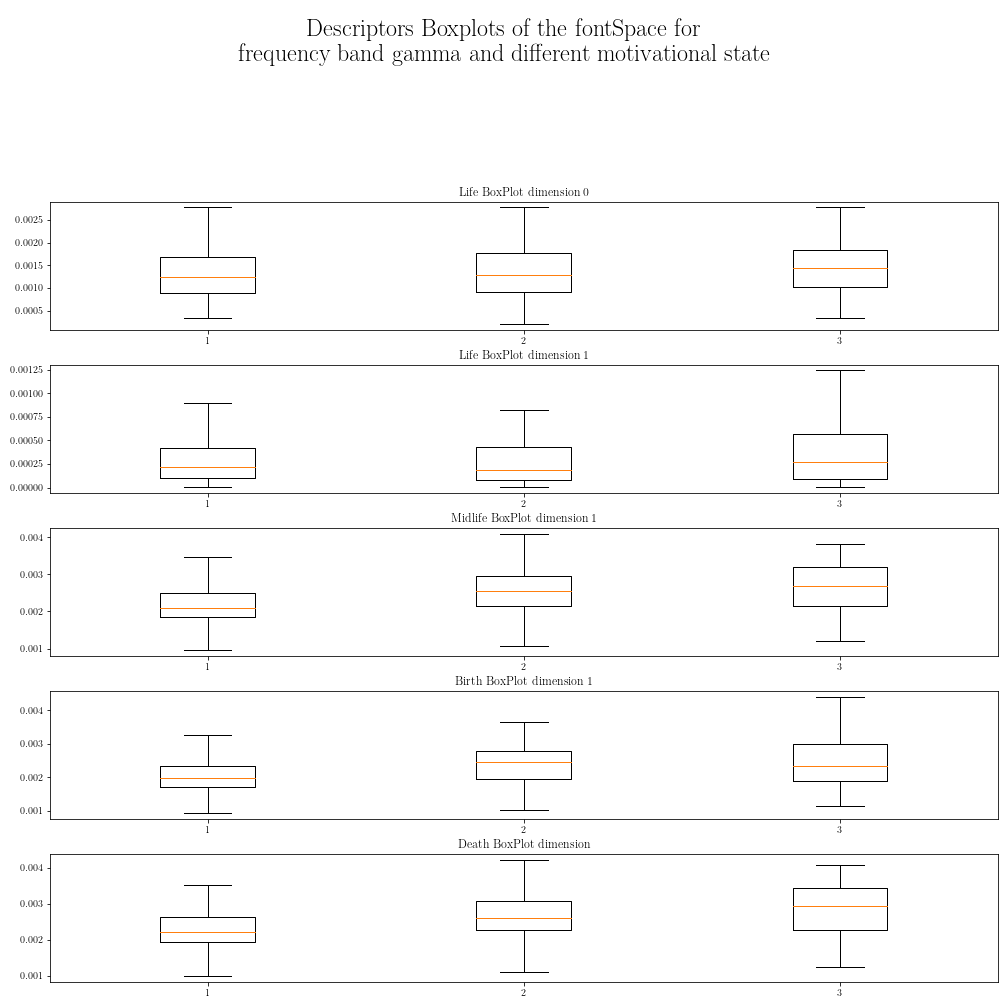 Descriptors Boxplots of the fontSpace for
frequency band gamma and different motivational state
Life BoxPlot dimension 0
0.0025
0.0020
0.0015
0.0010
0.0005
1 2 3
Life BoxPlot dimension 1
0.00125
0.00100
0.00075
0.00050
0.00025
0.00000
1 2 3
Midlife BoxPlot dimension 1
0.004
0.003
0.002
0.001
1 2 3
Birth BoxPlot dimension 1
0.004
0.003
0.002
0.001
1 2 3
Death BoxPlot dimension
0.004
0.003
0.002
0.001
1 2 3